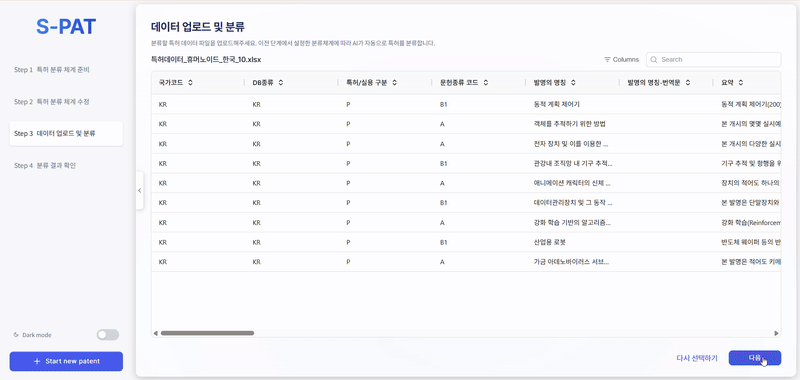 S-PAT
Step 1 특허 분류 체계 준비
Step 2 특허 분류 체계 수정
Step 3 데이터 업로드 및 분류
Step 4 분류 결과 확인
Dark mode
+ Start new patent
데이터 업로드 및 분류
분류할 특허 데이터 파일을 업로드해주세요. 이전 단계에서 설정한 분류체계에 따라 AI가 자동으로 특허를 분류합니다.
특허데이터_휴머노이드_한국_10.xlsx
Columns
Search
국가코드 DB종류 특허/실용 구분 문헌종류 코드 발명의 명칭 발명의 명칭-번역문 요약
KR KR P B1 동적 계획 제어기 동적 계획 제어기(200)
KR KR P A 객체를 추적하기 위한 방법 본 개시의 몇몇 실시예
KR KR P A 전자 장치 및 이를 이용한 ... 본 개시의 다양한 실시
KR KR P B1 관강내 조직망 내 기구 추적... 기구 추적 및 항행을 위
KR KR P A 애니메이션 캐릭터의 신체 ... 장치의 적어도 하나의
KR KR P B1 데이터관리장치 및 그 동작 ... 본 발명은 단말장치와
KR KR P A 강화 학습 기반의 알고리즘... 강화 학습(Reinforcem
KR KR P B1 산업용 로봇 반도체 웨이퍼 등의 반
KR KR P A 가금 아데노바이러스 서브... 본 발명은 적어도 키메
다시 선택하기
다음